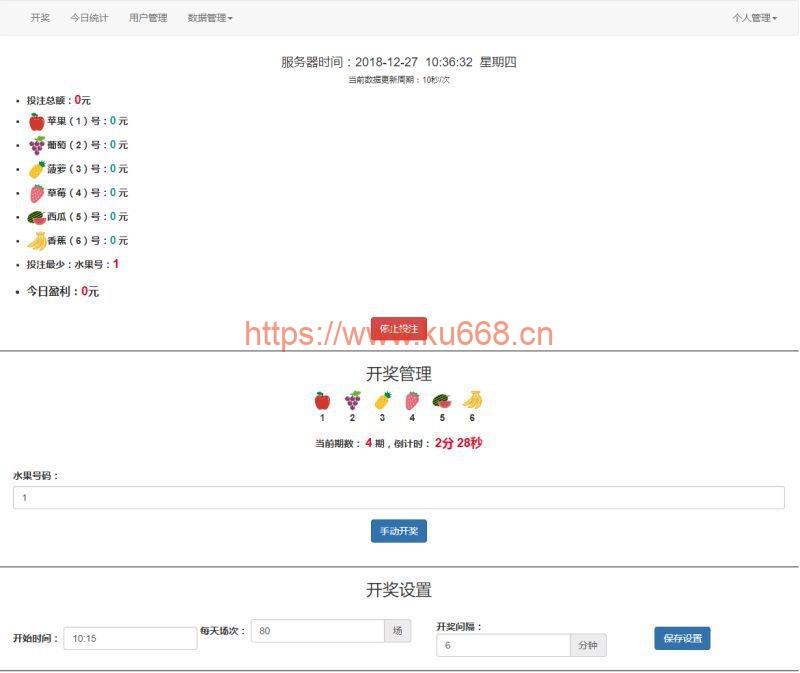 开奖 今日统计 用户管理 数据管理 个人管理
服务器时间：2018-12-27 10:36:32 星期四
当前数据更新周期：10秒/次
投注总额：0元
苹果（1）号：0 元
葡萄（2）号：0 元
菠萝（3）号：0 元
草莓（4）号：0 元
西瓜（5）号：0 元
香蕉（6）号：0 元
投注最少：水果号：1
今日盈利：0元
停止投注
https://www.ku668.cn
开奖管理
1 2 3 4 5 6
当前期数： 4 期，倒计时： 2分 28秒
水果号码：
1
手动开奖
开奖设置
开始时间： 10:15 每天场次： 80 场 开奖间隔： 6 分钟 保存设置